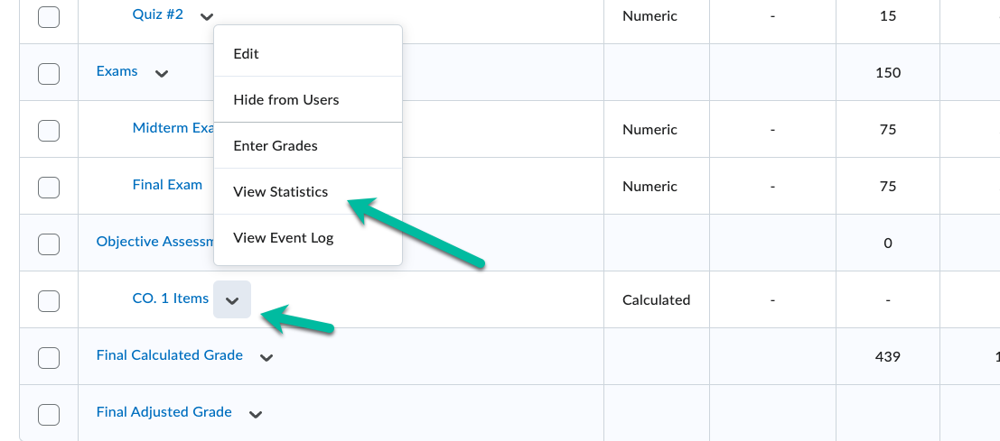 Quiz #2 Numeric - 15
Edit
Exams 150
Hide from Users
Midterm Exa Numeric - 75
Enter Grades
Final Exam Numeric - 75
View Statistics
Objective Assessm 0
View Event Log
CO. 1 Items Calculated - -
Final Calculated Grade 439 1
Final Adjusted Grade